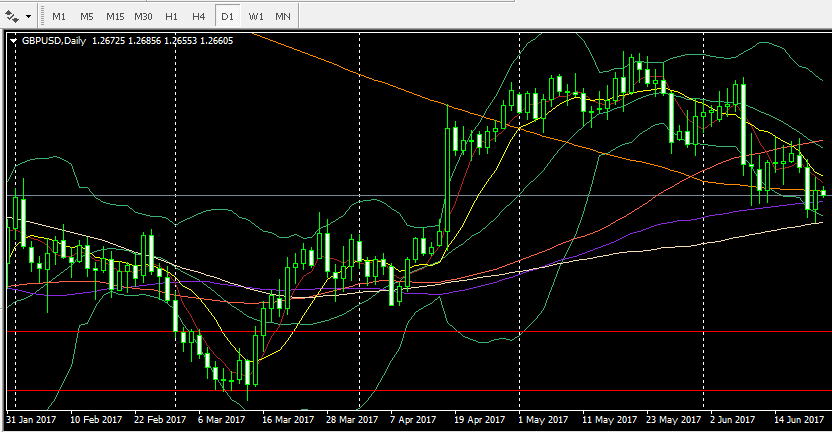 M1 M5 M15 M30 H1 H4 D1 W1 MN
GBPUSD,Daily 1.26725 1.26856 1.26553 1.26605
31 Jan 2017 10 Feb 2017 22 Feb 2017 6 Mar 2017 16 Mar 2017 28 Mar 2017 7 Apr 2017 19 Apr 2017 1 May 2017 11 May 2017 23 May 2017 2 Jun 2017 14 Jun 2017